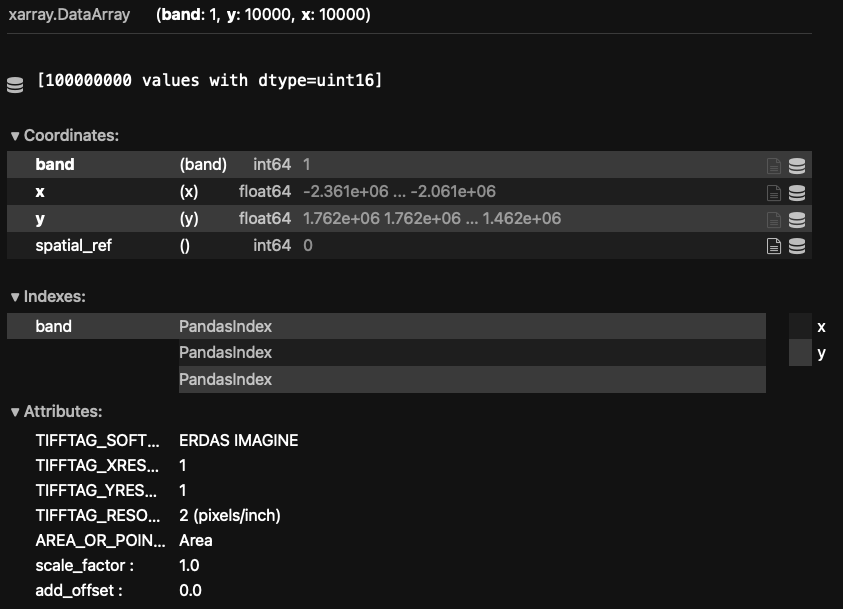 xarray.DataArray (band: 1, y: 10000, x: 10000)
[100000000 values with dtype=uint16]
▼ Coordinates:
band (band) int64 1
x (x) float64 -2.361e+06 ... -2.061e+06
y (y) float64 1.762e+06 1.762e+06 ... 1.462e+06
spatial_ref () int64 0
▼ Indexes:
band PandasIndex x
PandasIndex y
PandasIndex
▼ Attributes:
TIFFTAG_SOFT... ERDAS IMAGINE
TIFFTAG_XRES... 1
TIFFTAG_YRES... 1
TIFFTAG_RESO... 2 (pixels/inch)
AREA_OR_POIN... Area
scale_factor : 1.0
add_offset : 0.0